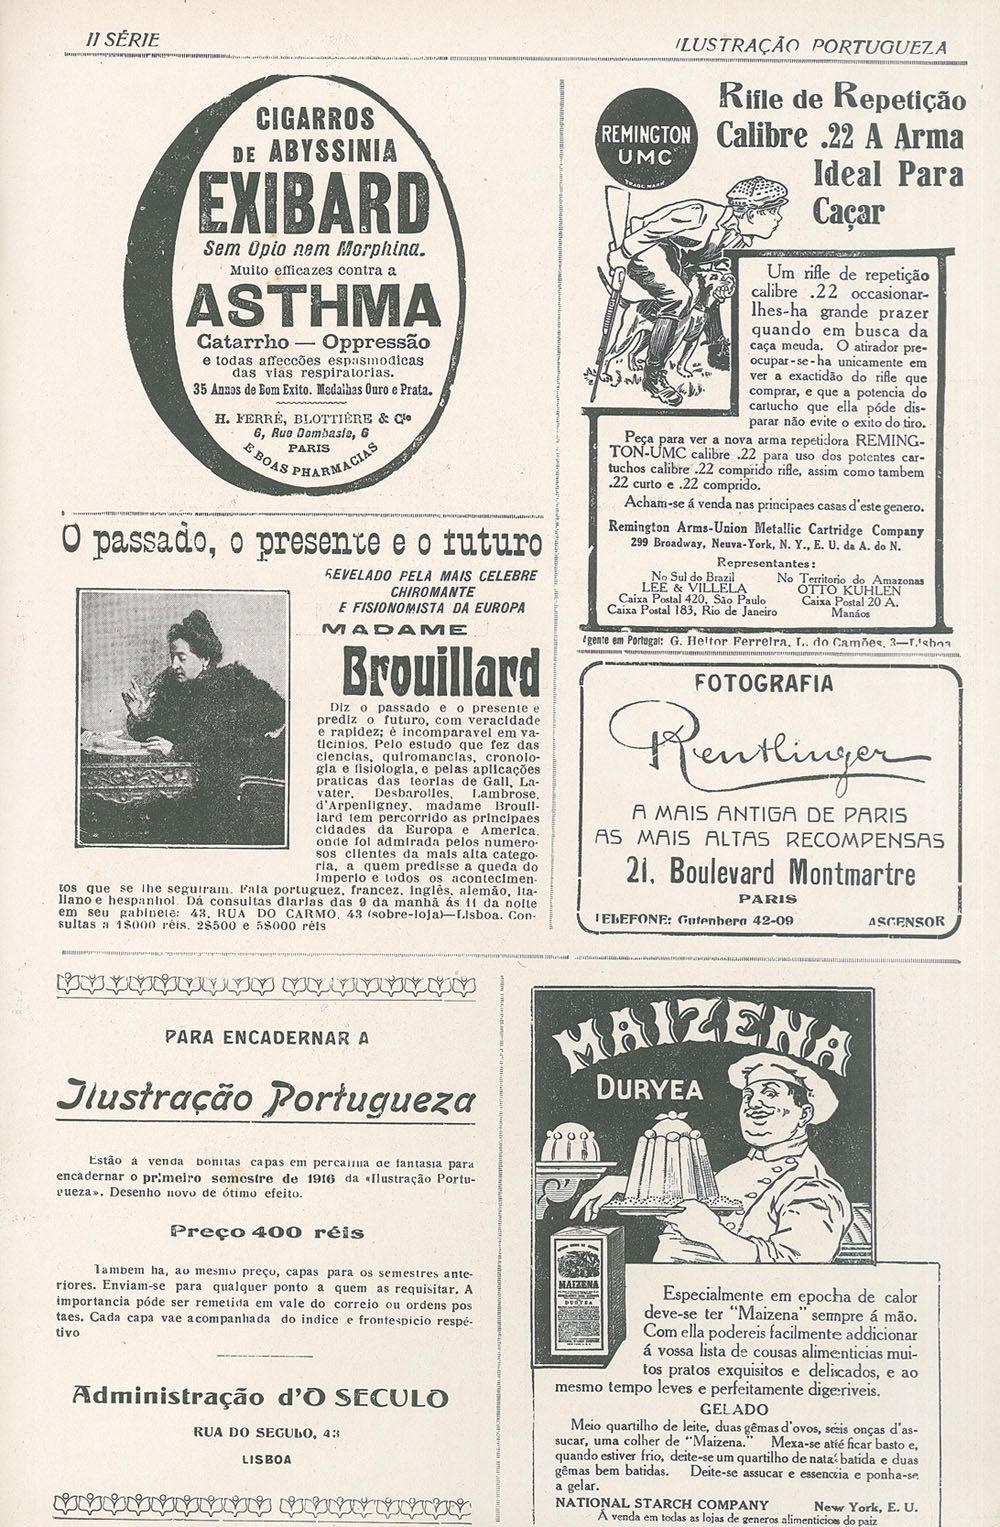 II SÉRIE
ILUSTRAÇÃO PORTUGUEZA
CIGARROS
DE ABYSSINIA
EXIBARD
Sem Opio nem Morphina.
Muito efficazes contra a
ASTHMA
Catarrho — Oppressão
e todas affecções espasmodicas
das vias respiratorias.
35 Annos de Bom Exito. Medalhas Ouro e Prata.
H. FERRÉ, BLOTTIÈRE & Cie
6, Rue Dombasle, 6
PARIS
E BOAS PHARMACIAS
REMINGTON
UMC
TRADE MARK
Rifle de Repetição
Calibre .22 A Arma
Ideal Para
Caçar
Um rifle de repetição
calibre .22 occasionar-
lhes-ha grande prazer
quando em busca da
caça meuda. O atirador pre-
ocupar-se-ha unicamente em
ver a exactidão do rifle que
comprar, e que a potencia do
cartucho que ella póde dis-
parar não evite o exito do tiro.
Peça para ver a nova arma repetidora REMING-
TON-UMC calibre .22 para uso dos potentes car-
tuchos calibre .22 comprido rifle, assim como tambem
.22 curto e .22 comprido.
Acham-se á venda nas principaes casas d'este genero.
Remington Arms-Union Metallic Cartridge Company
299 Broadway, Neuva-York, N. Y., E. U. da A. do N.
Representantes:
No Sul do Brazil
LEE & VILLELA
Caixa Postal 420, São Paulo
Caixa Postal 183, Rio de Janeiro
No Territorio do Amazonas
OTTO KUHLEN
Caixa Postal 20 A.
Manáos
Agente em Portugal: G. Heitor Ferreira, L. do Camões, 3—Lisboa
O passado, o presente e o futuro
REVELADO PELA MAIS CELEBRE
CHIROMANTE
E FISIONOMISTA DA EUROPA
MADAME
Brouillard
Diz o passado e o presente e
prediz o futuro, com veracidade
e rapidez; é incomparavel em va-
ticinios. Pelo estudo que fez das
ciencias, quiromancias, cronolo-
gia e fisiologia, e pelas aplicações
praticas das teorias de Gall, La-
vater, Desbarolles, Lambrose,
d'Arpenligney, madame Brouil-
lard tem percorrido as principaes
cidades da Europa e America,
onde foi admirada pelos numero-
sos clientes da mais alta catego-
ria, a quem predisse a queda do
imperio e todos os acontecimen-
tos que se lhe seguiram. Fala portuguez, francez, inglês, alemão, ita-
liano e hespanhol. Dá consultas diarias das 9 da manhã ás 11 da noite
em seu gabinete: 43, RUA DO CARMO, 43 (sobre-loja)—Lisboa. Con-
sultas a 1$000 réis, 2$500 e 5$000 réis
FOTOGRAFIA
Reutlinger
A MAIS ANTIGA DE PARIS
AS MAIS ALTAS RECOMPENSAS
21, Boulevard Montmartre
PARIS
TELEFONE: Gutenberg 42-09
ASCENSOR
PARA ENCADERNAR A
Ilustração Portugueza
Estão á venda bonitas capas em percalina de fantasia para
encadernar o primeiro semestre de 1916 da «Ilustração Portu-
gueza». Desenho novo de ótimo efeito.
Preço 400 réis
Tambem ha, ao mesmo preço, capas para os semestres ante-
riores. Enviam-se para qualquer ponto a quem as requisitar. A
importancia póde ser remetida em vale do correio ou ordens pos
taes. Cada capa vae acompanhada do indice e frontespicio respé-
tivo
Administração d'O SECULO
RUA DO SECULO, 43
LISBOA
MAIZENA
DURYEA
MAIZENA
DURYEA
Especialmente em epocha de calor
deve-se ter "Maizena" sempre á mão.
Com ella podereis facilmente addicionar
á vossa lista de cousas alimenticias mui-
tos pratos exquisitos e delicados, e ao
mesmo tempo leves e perfeitamente digeriveis.
GELADO
Meio quartilho de leite, duas gêmas d'ovos, seis onças d'as-
sucar, uma colher de "Maizena." Mexa-se até ficar basto e,
quando estiver frio, deite-se um quartilho de nata batida e duas
gêmas bem batidas. Deite-se assucar e essencia e ponha-se
a gelar.
NATIONAL STARCH COMPANY New York, E. U.
A venda em todas as lojas de generos alimenticios do paiz